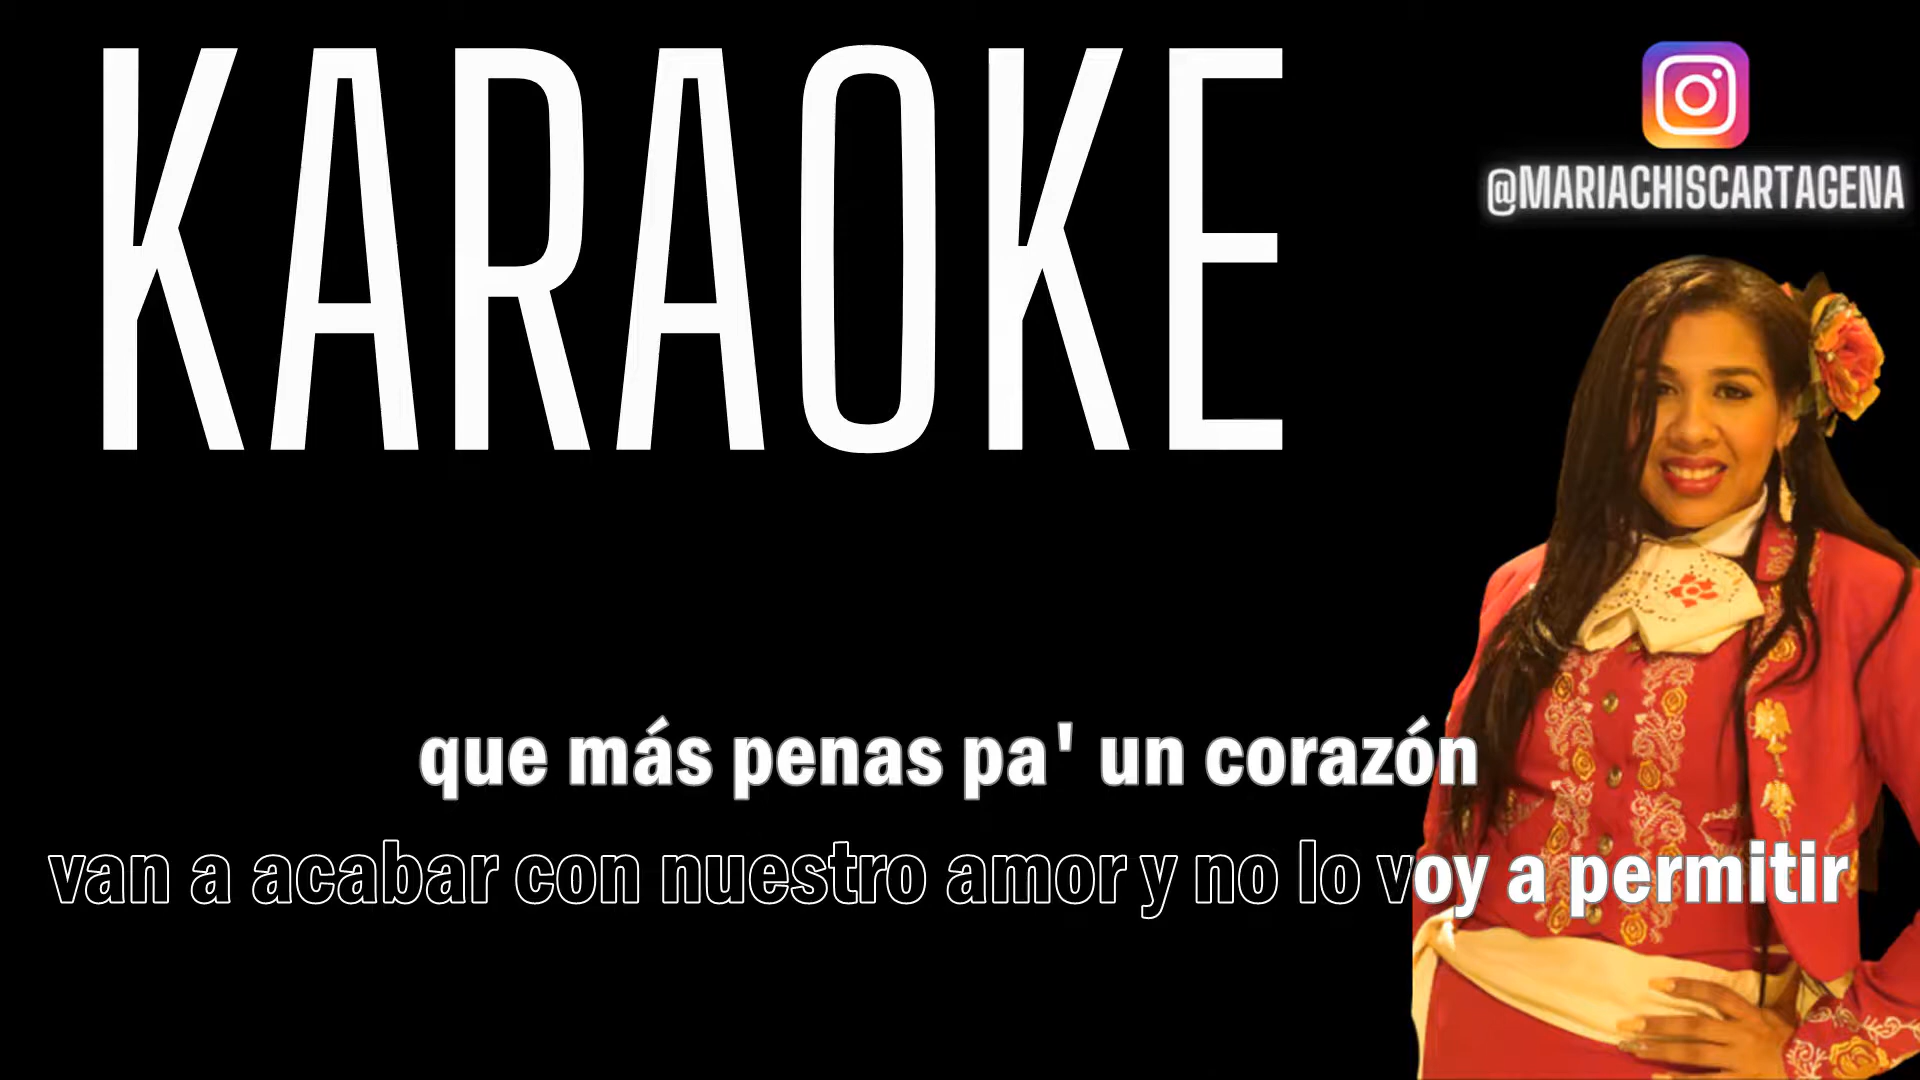 KARAOKE
@MARIACHISCARTAGENA
que más penas pa' un corazón
van a acabar con nuestro amor y no lo voy a permitir